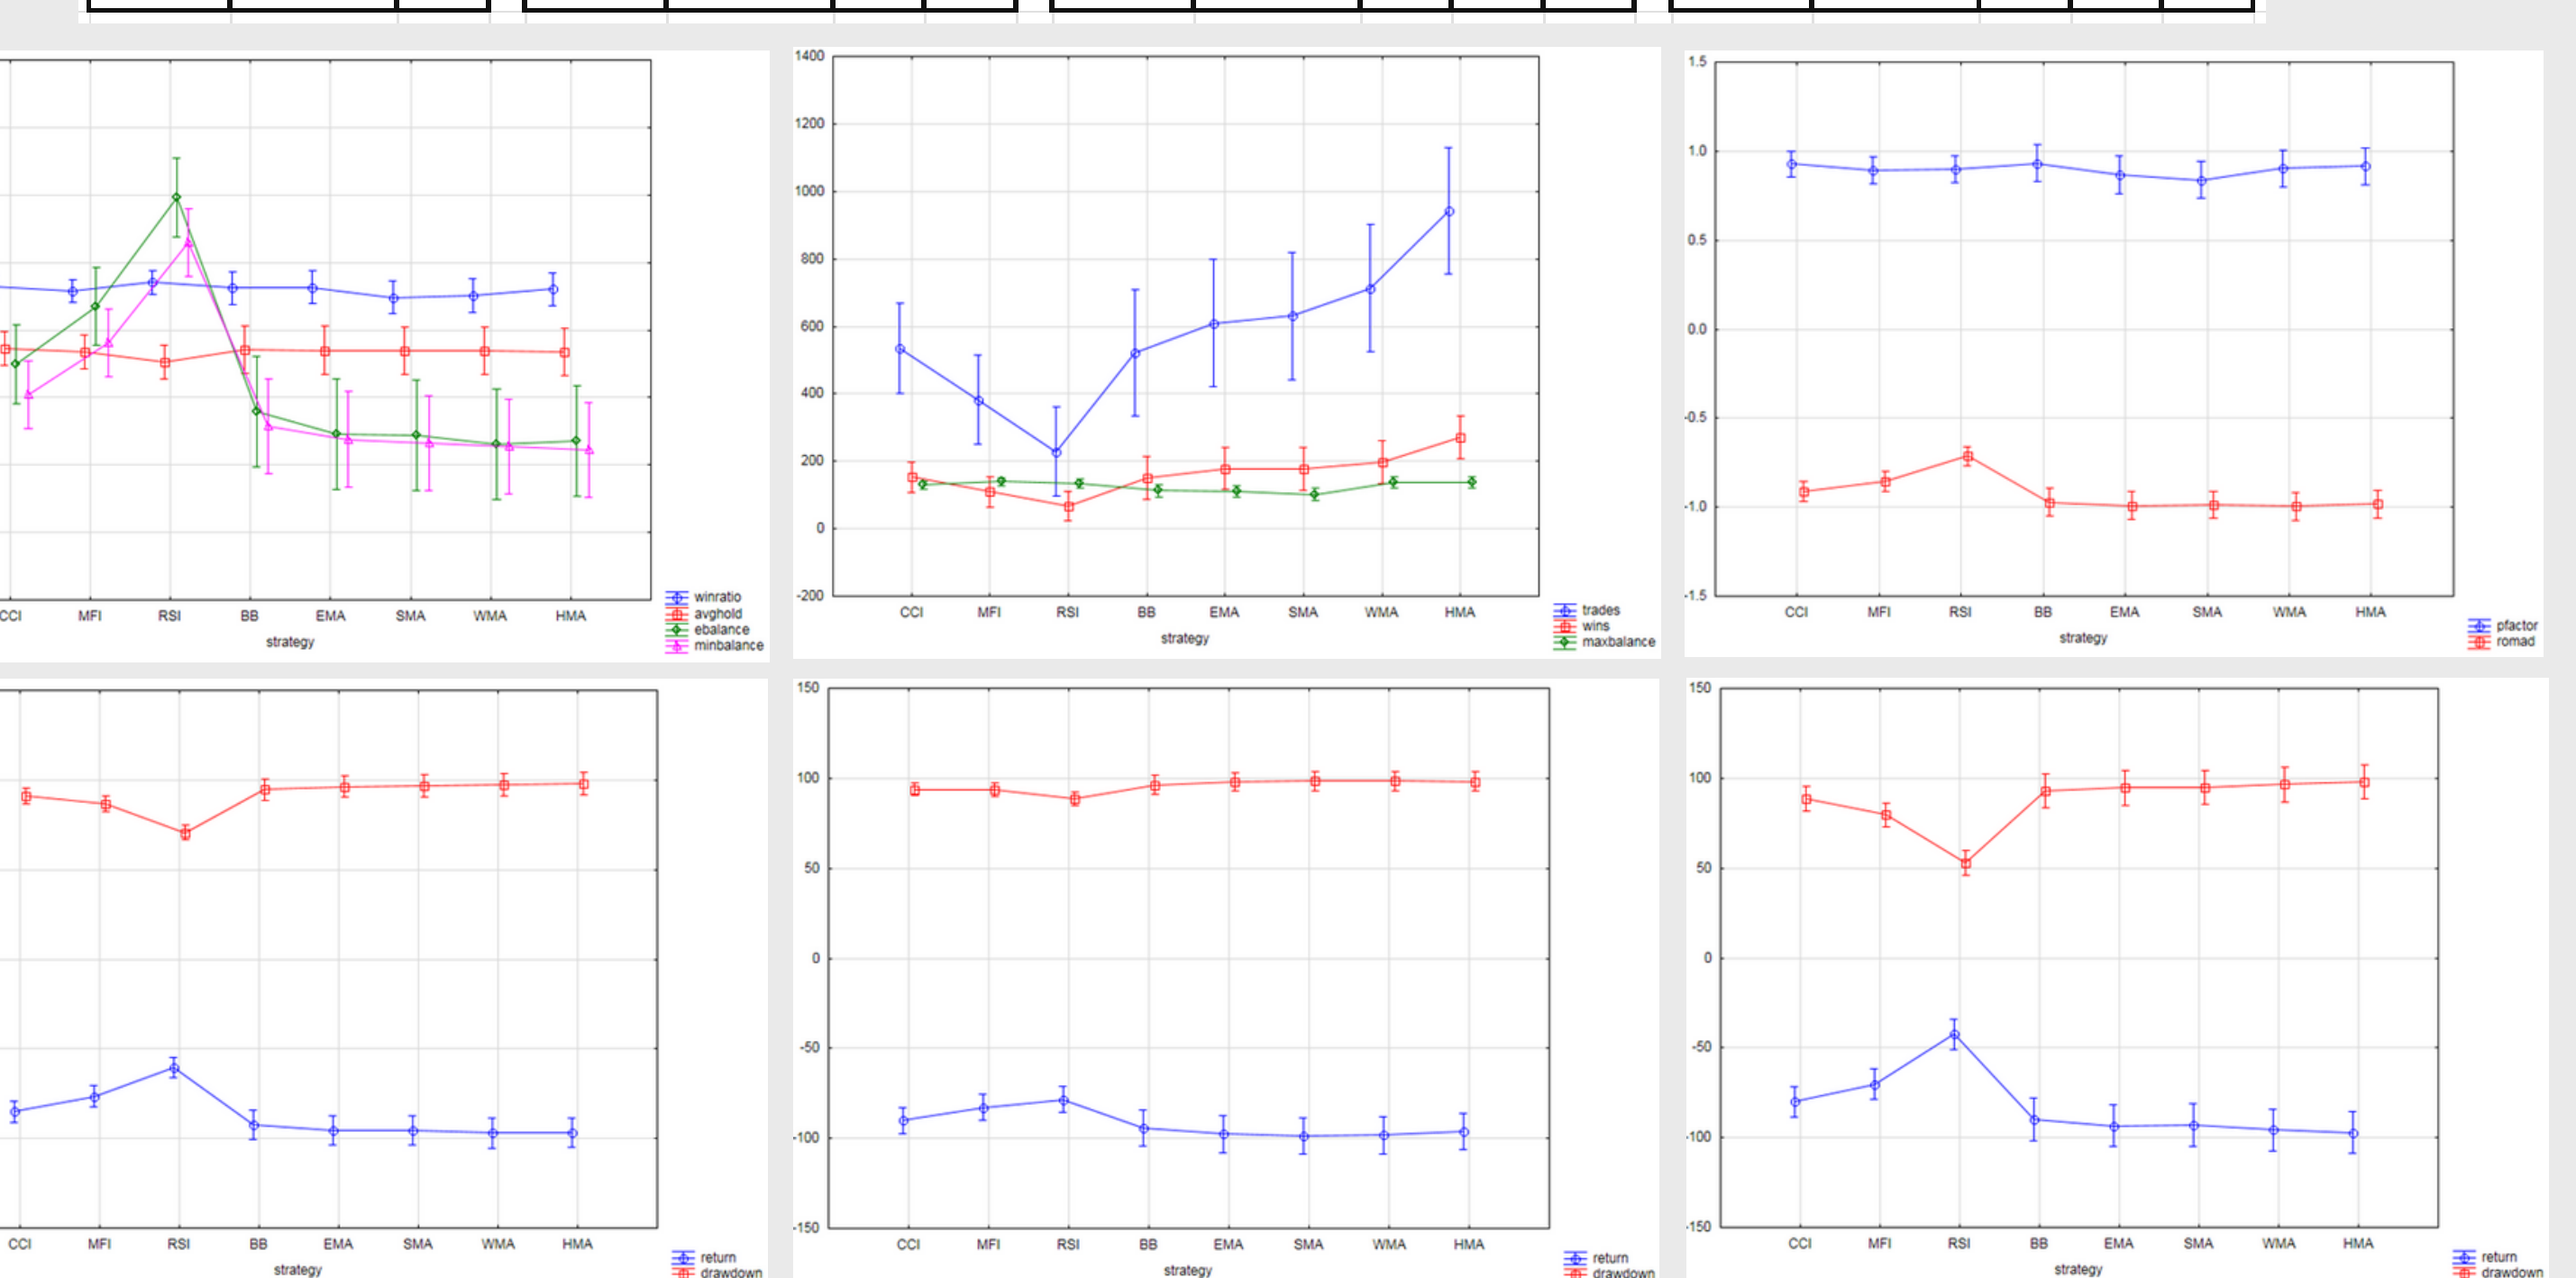 CCI MFI RSI BB EMA SMA WMA HMA
strategy
winratio
avghold
ebalance
minbalance
1400
1200
1000
800
600
400
200
0
-200
CCI MFI RSI BB EMA SMA WMA HMA
strategy
trades
wins
maxbalance
1.5
1.0
0.5
0.0
-0.5
-1.0
-1.5
CCI MFI RSI BB EMA SMA WMA HMA
strategy
pfactor
romad
CCI MFI RSI BB EMA SMA WMA HMA
strategy
return
drawdown
150
100
50
0
-50
-100
-150
CCI MFI RSI BB EMA SMA WMA HMA
strategy
return
drawdown
150
100
50
0
-50
-100
-150
CCI MFI RSI BB EMA SMA WMA HMA
strategy
return
drawdown